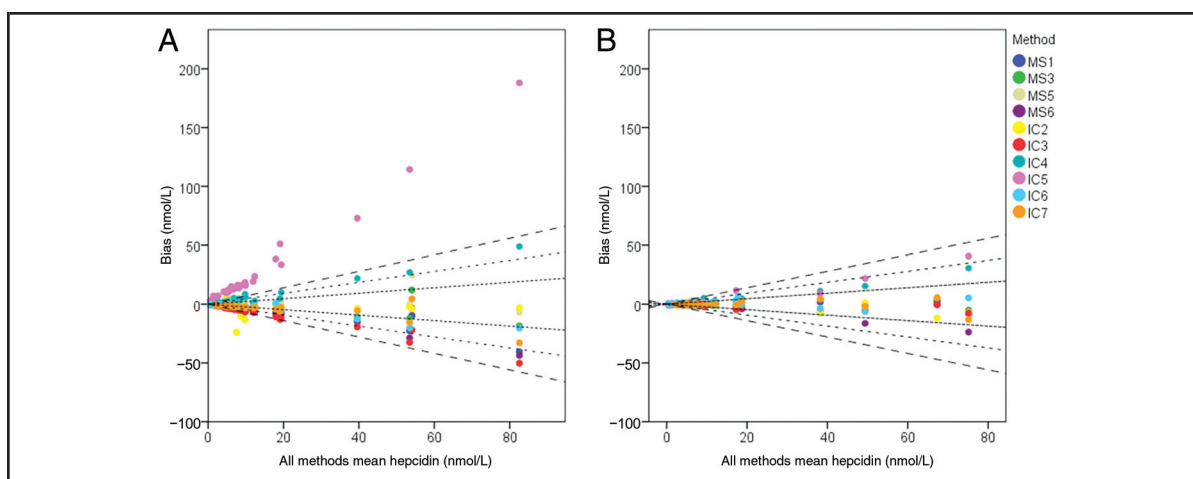 A
B
Method
MS1
MS3
MS5
MS6
IC2
IC3
IC4
IC5
IC6
IC7
Bias (nmol/L)
200
150
100
50
0
−50
−100
0 20 40 60 80
All methods mean hepcidin (nmol/L)
Bias (nmol/L)
200
150
100
50
0
−50
−100
0 20 40 60 80
All methods mean hepcidin (nmol/L)